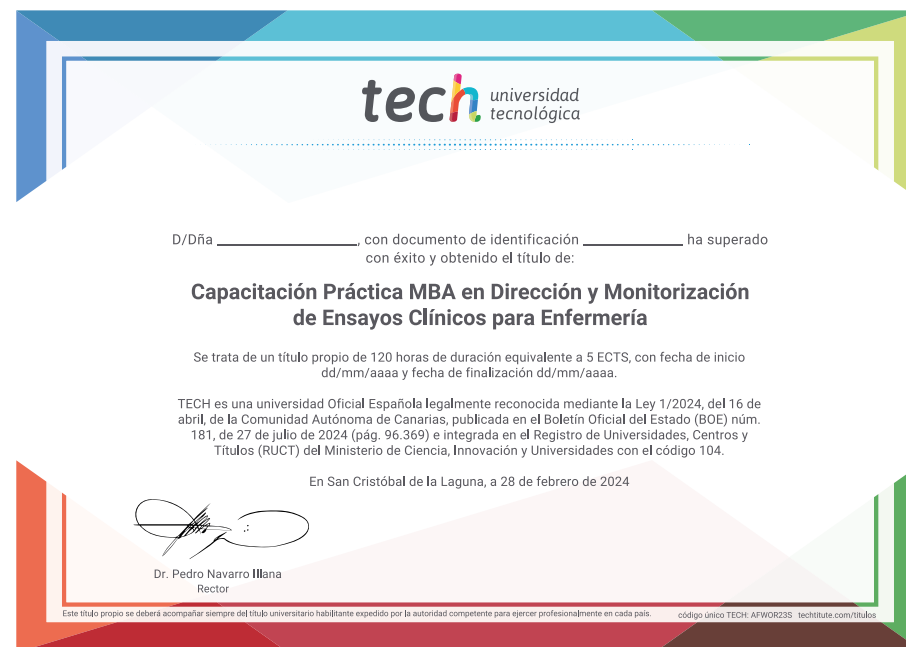 tech universidad
tecnológica
D/Dña ____________________, con documento de identificación ______________ ha superado
con éxito y obtenido el título de:
Capacitación Práctica MBA en Dirección y Monitorización
de Ensayos Clínicos para Enfermería
Se trata de un título propio de 120 horas de duración equivalente a 5 ECTS, con fecha de inicio
dd/mm/aaaa y fecha de finalización dd/mm/aaaa.
TECH es una universidad Oficial Española legalmente reconocida mediante la Ley 1/2024, del 16 de
abril, de la Comunidad Autónoma de Canarias, publicada en el Boletín Oficial del Estado (BOE) núm.
181, de 27 de julio de 2024 (pág. 96.369) e integrada en el Registro de Universidades, Centros y
Títulos (RUCT) del Ministerio de Ciencia, Innovación y Universidades con el código 104.
En San Cristóbal de la Laguna, a 28 de febrero de 2024
Dr. Pedro Navarro Illana
Rector
Este título propio se deberá acompañar siempre del título universitario habilitante expedido por la autoridad competente para ejercer profesionalmente en cada país. código único TECH: AFWOR23S techtitute.com/titulos